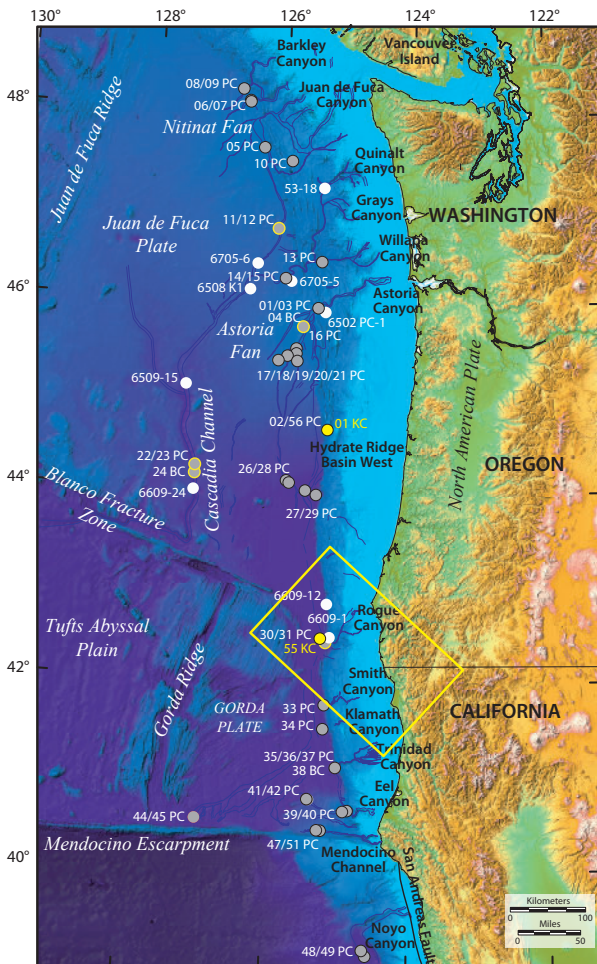 130°
128°
126°
124°
122°
48°
46°
44°
42°
40°
Barkley
Canyon
Vancouver
Island
08/09 PC
06/07 PC
Juan de Fuca
Canyon
Juan de Fuca Ridge
Nitinat Fan
05 PC
10 PC
Quinalt
Canyon
53-18
Grays
Canyon
WASHINGTON
11/12 PC
Juan de Fuca
Plate
Willapa
Canyon
6705-6
13 PC
14/15 PC
6705-5
6508 K1
Astoria
Canyon
01/03 PC
04 BC
6502 PC-1
Astoria
Fan
16 PC
17/18/19/20/21 PC
6509-15
North American Plate
02/56 PC
01 KC
Cascadia Channel
Hydrate Ridge
Basin West
22/23 PC
24 BC
OREGON
6609-24
26/28 PC
27/29 PC
Blanco Fracture
Zone
6609-12
6609-1
Rogue
Canyon
Tufts Abyssal
Plain
30/31 PC
55 KC
Gorda Ridge
Smith
Canyon
GORDA
PLATE
33 PC
Klamath
Canyon
CALIFORNIA
34 PC
Trinidad
Canyon
35/36/37 PC
38 BC
Eel
Canyon
41/42 PC
39/40 PC
44/45 PC
Mendocino Escarpment
47/51 PC
Mendocino
Channel
San Andreas Fault
Kilometers
0 100
Miles
0 50
Noyo
Canyon
48/49 PC